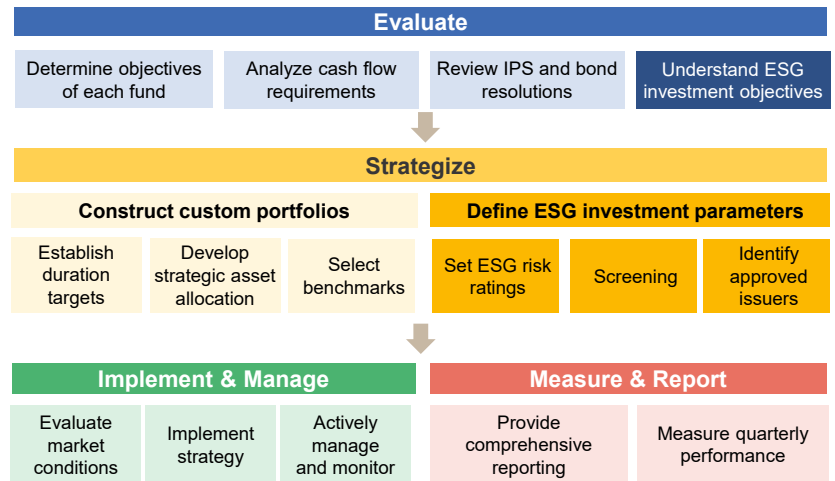 Evaluate
Determine objectives
of each fund
Analyze cash flow
requirements
Review IPS and bond
resolutions
Understand ESG
investment objectives
Strategize
Construct custom portfolios
Define ESG investment parameters
Establish
duration
targets
Develop
strategic asset
allocation
Select
benchmarks
Set ESG risk
ratings
Screening
Identify
approved
issuers
Implement & Manage
Measure & Report
Evaluate
market
conditions
Implement
strategy
Actively
manage
and monitor
Provide
comprehensive
reporting
Measure quarterly
performance